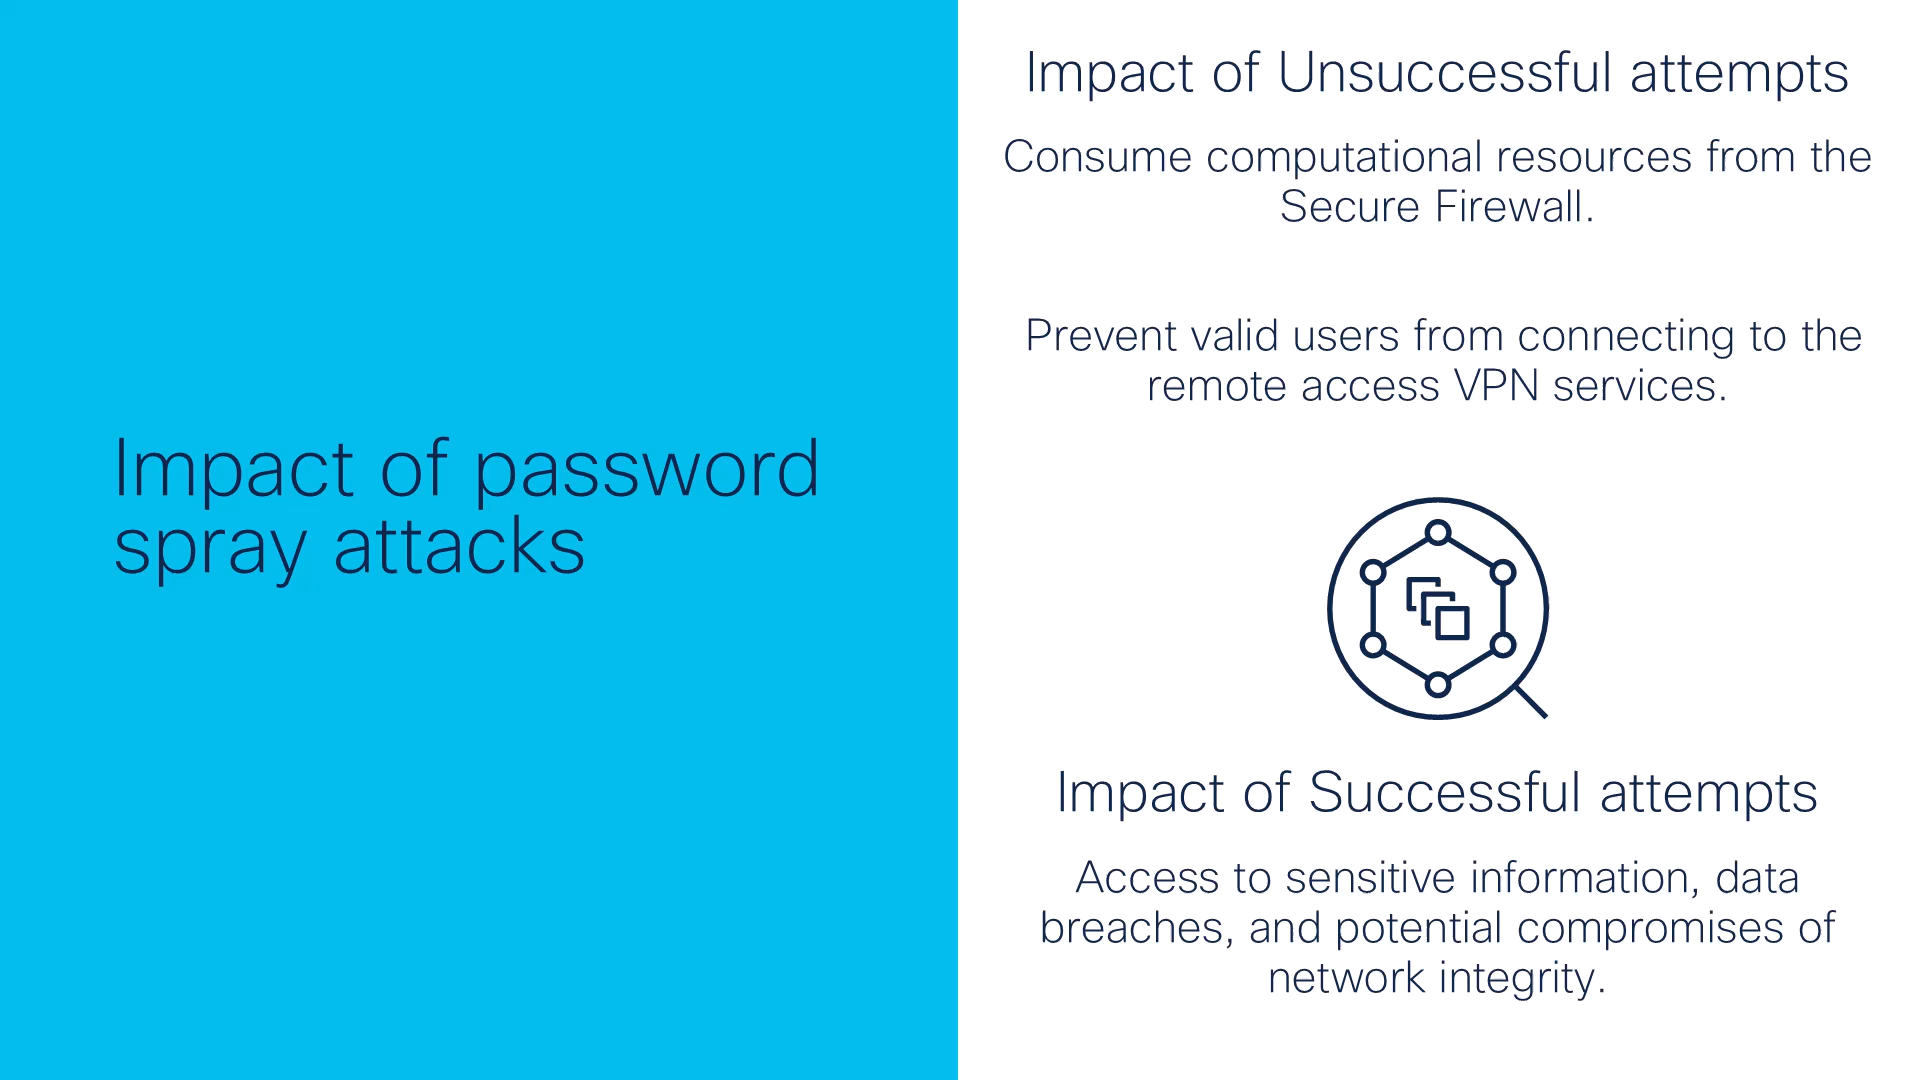 Impact of password
spray attacks
Impact of Unsuccessful attempts
Consume computational resources from the
Secure Firewall.
Prevent valid users from connecting to the
remote access VPN services.
Impact of Successful attempts
Access to sensitive information, data
breaches, and potential compromises of
network integrity.